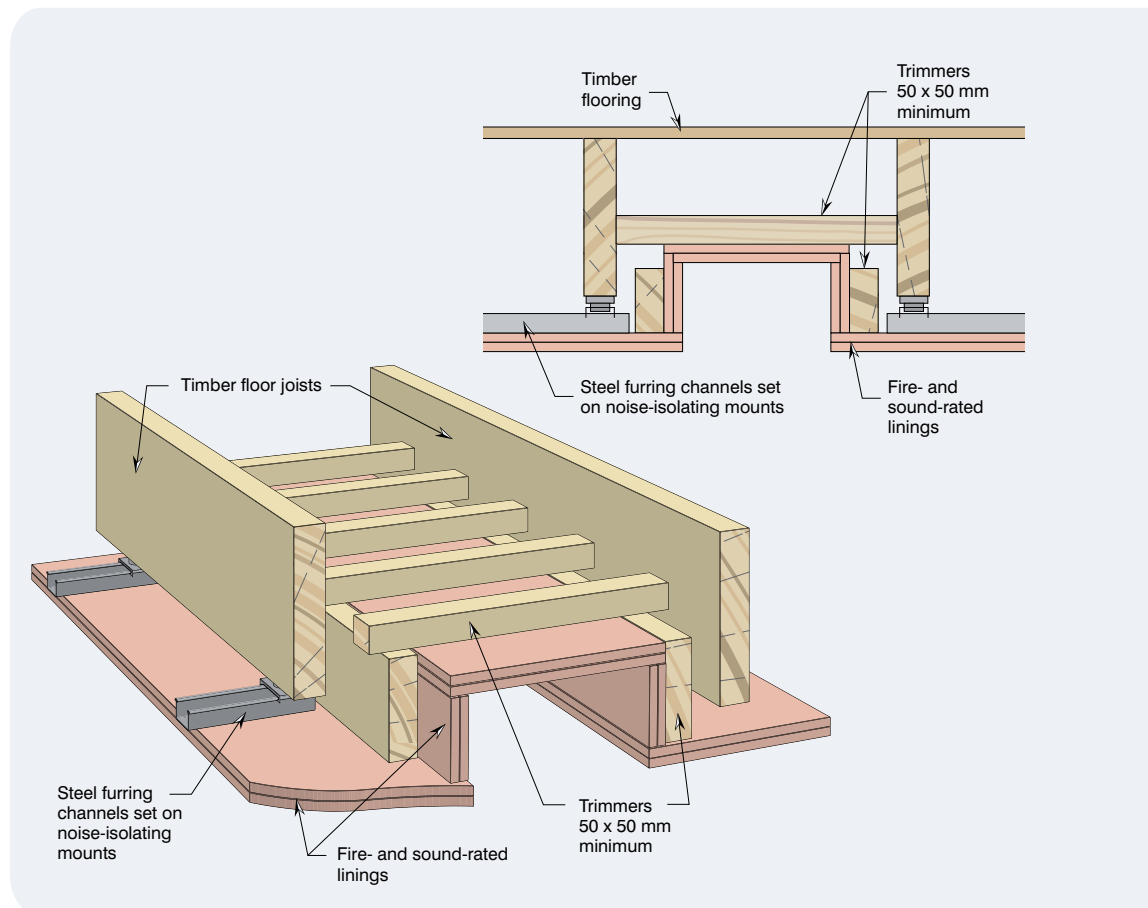 Timber
flooring
Trimmers
50 x 50 mm
minimum
Steel furring channels set
on noise-isolating mounts
Fire- and
sound-rated
linings
Timber floor joists
Steel furring
channels set on
noise-isolating
mounts
Trimmers
50 x 50 mm
minimum
Fire- and sound-rated
linings